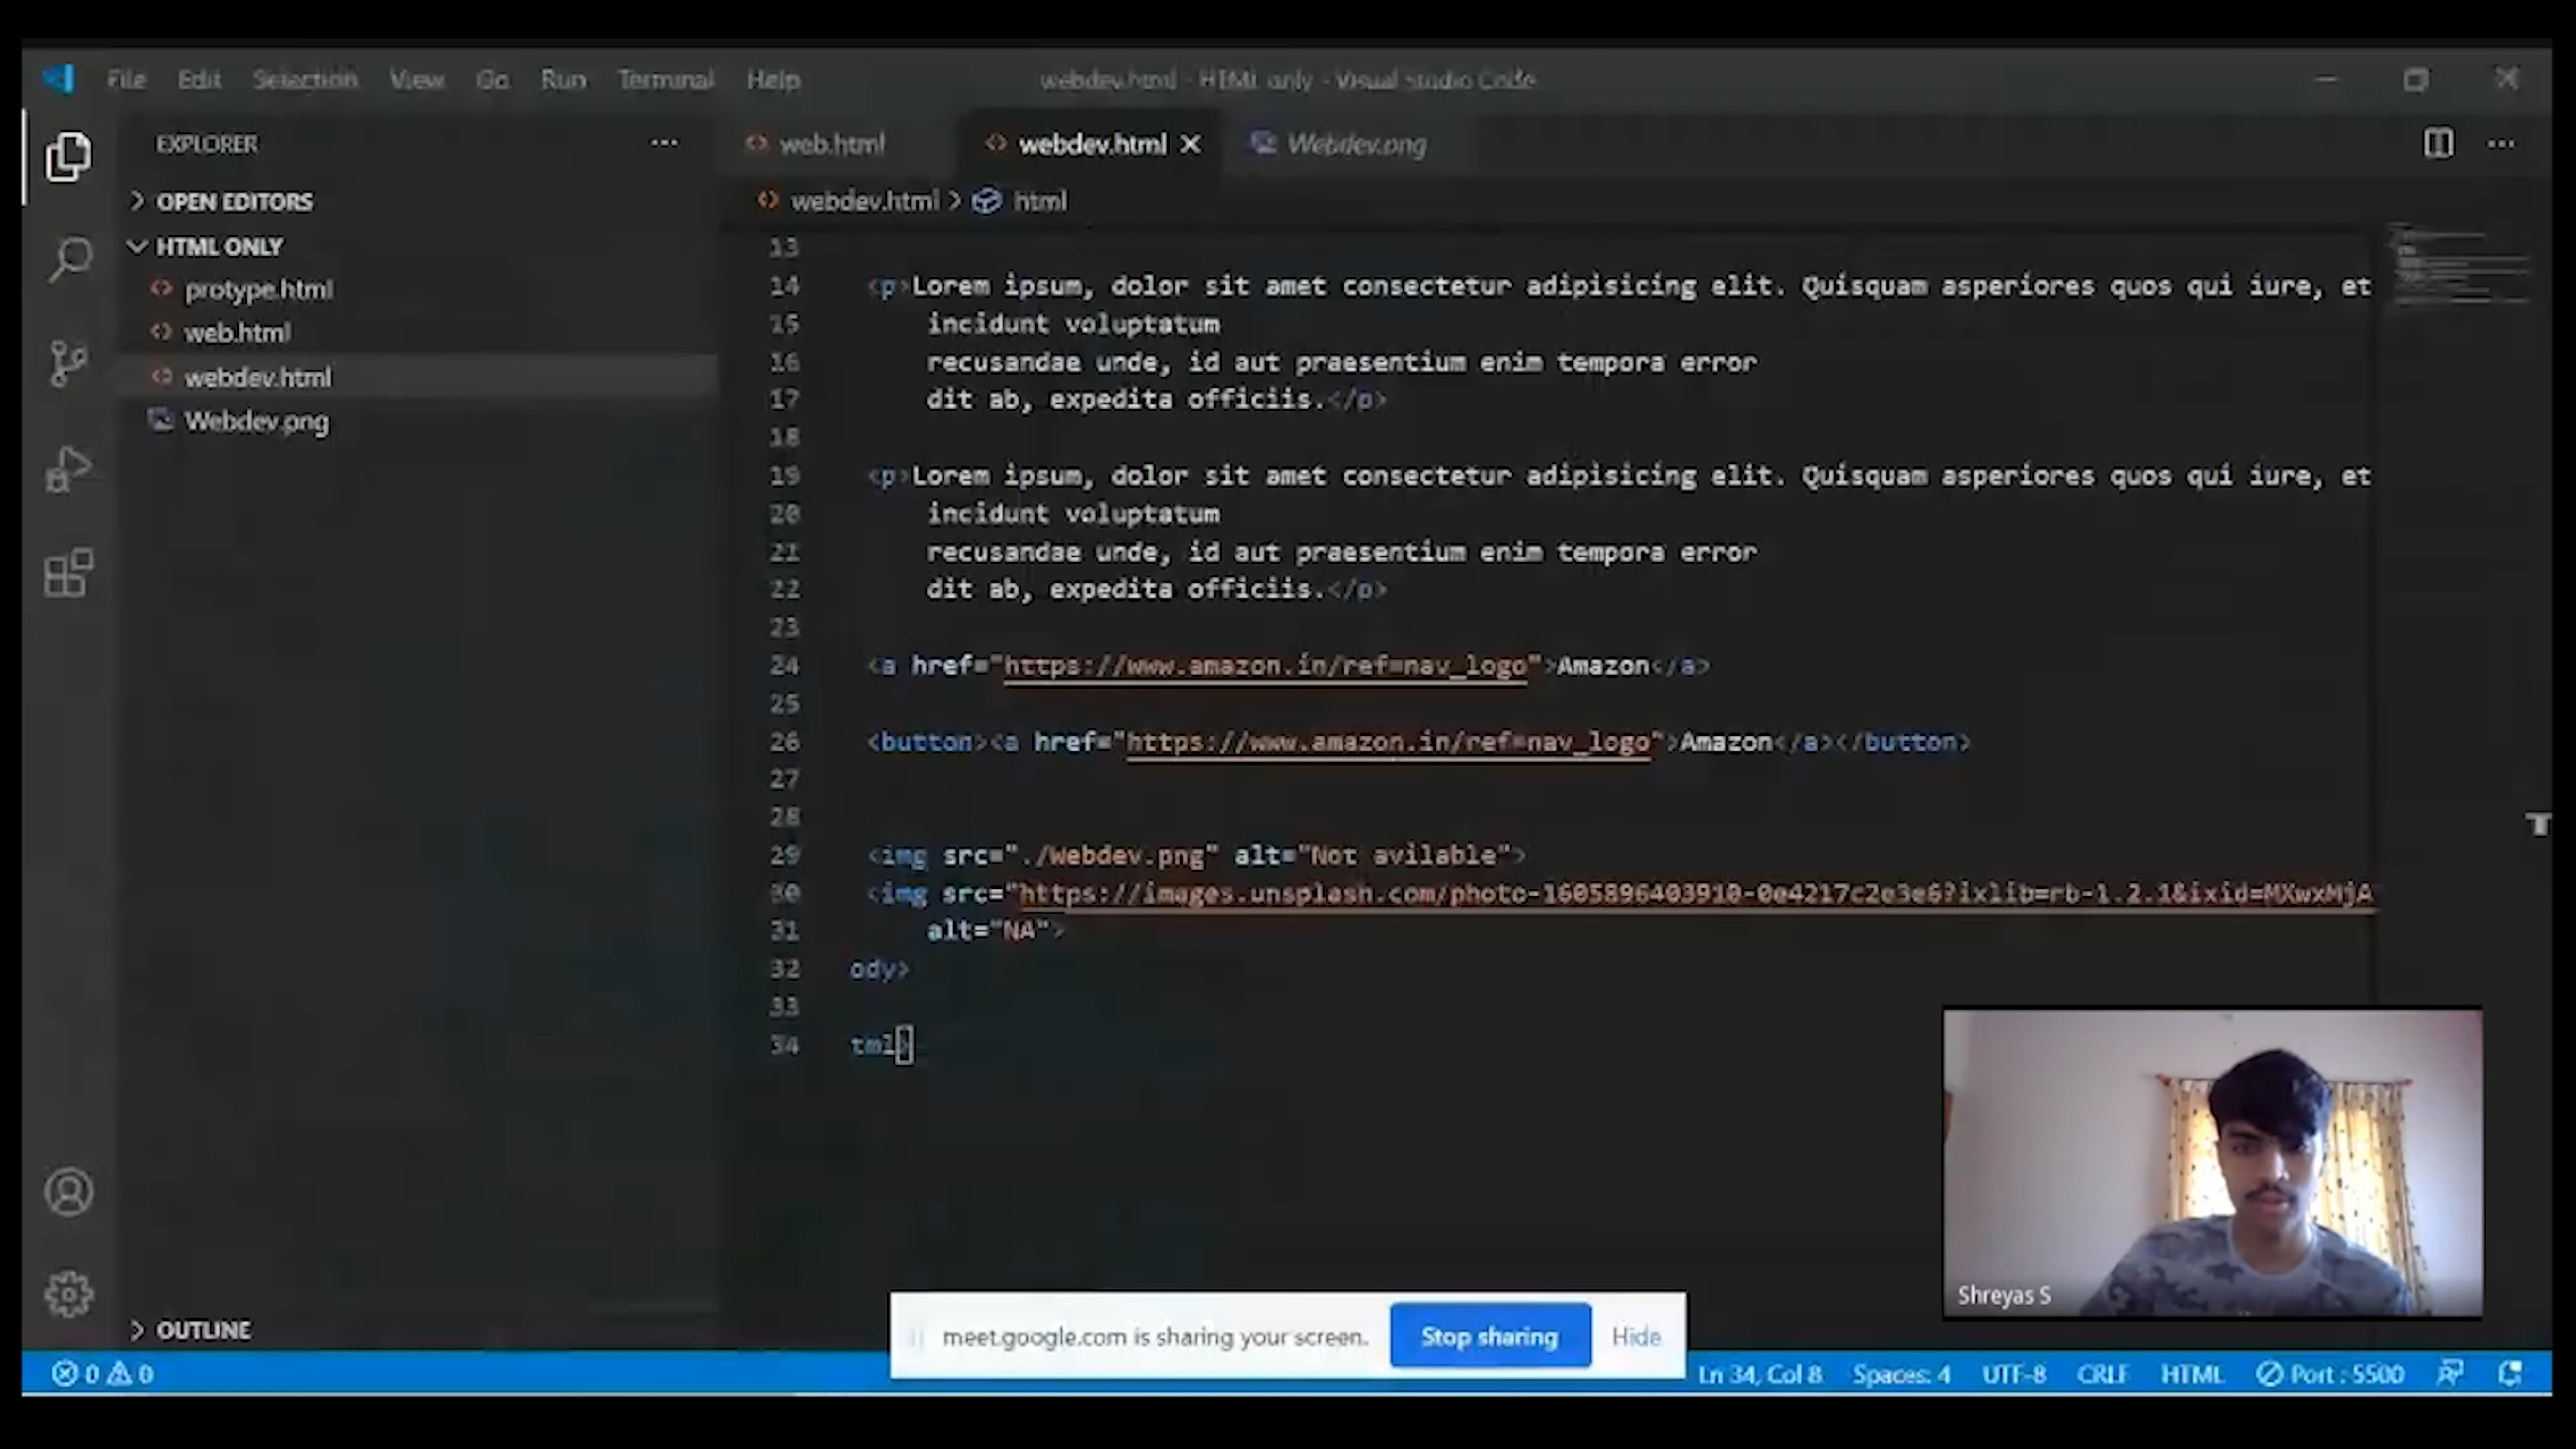 File Edit Selection View Go Run Terminal Help
webdev.html - HTML only - Visual Studio Code
EXPLORER
web.html
webdev.html
Webdev.png
OPEN EDITORS
webdev.html > html
HTML ONLY
protype.html
web.html
webdev.html
Webdev.png
13
14 <p>Lorem ipsum, dolor sit amet consectetur adipisicing elit. Quisquam asperiores quos qui iure, et
15 incidunt voluptatum
16 recusandae unde, id aut praesentium enim tempora error
17 dit ab, expedita officiis.</p>
18
19 <p>Lorem ipsum, dolor sit amet consectetur adipisicing elit. Quisquam asperiores quos qui iure, et
20 incidunt voluptatum
21 recusandae unde, id aut praesentium enim tempora error
22 dit ab, expedita officiis.</p>
23
24 <a href="https://www.amazon.in/ref=nav_logo">Amazon</a>
25
26 <button><a href="https://www.amazon.in/ref=nav_logo">Amazon</a></button>
27
28
29 <img src="./Webdev.png" alt="Not avilable">
30 <img src="https://images.unsplash.com/photo-1605896403910-0e4217c2e3e6?ixlib=rb-1.2.1&ixid=MXwxMjA
31 alt="NA">
32 ody>
33
34 tml>
Shreyas S
OUTLINE
meet.google.com is sharing your screen. Stop sharing Hide
0 0
Ln 34, Col 8 Spaces: 4 UTF-8 CRLF HTML Port : 5500